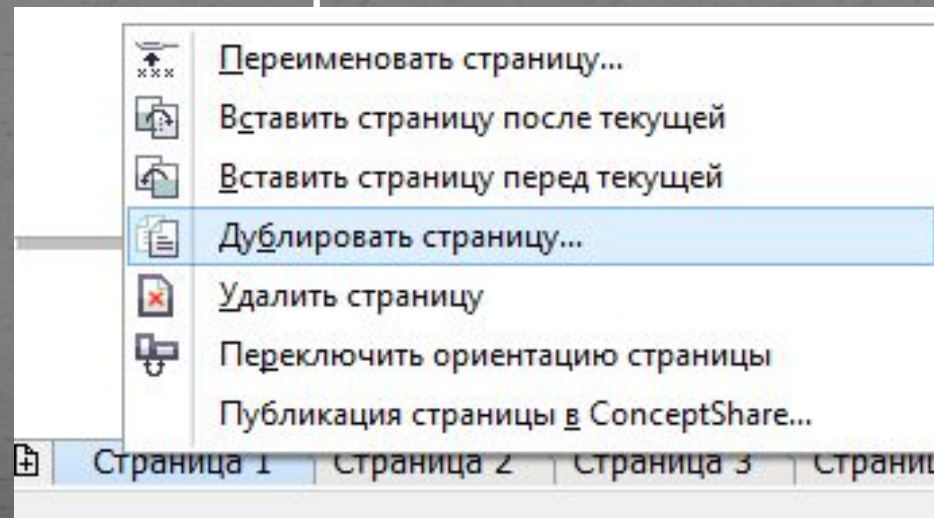 Переименовать страницу...
Вставить страницу после текущей
Вставить страницу перед текущей
Дублировать страницу...
Удалить страницу
Переключить ориентацию страницы
Публикация страницы в ConceptShare...
Страница 1 Страница 2 Страница 3